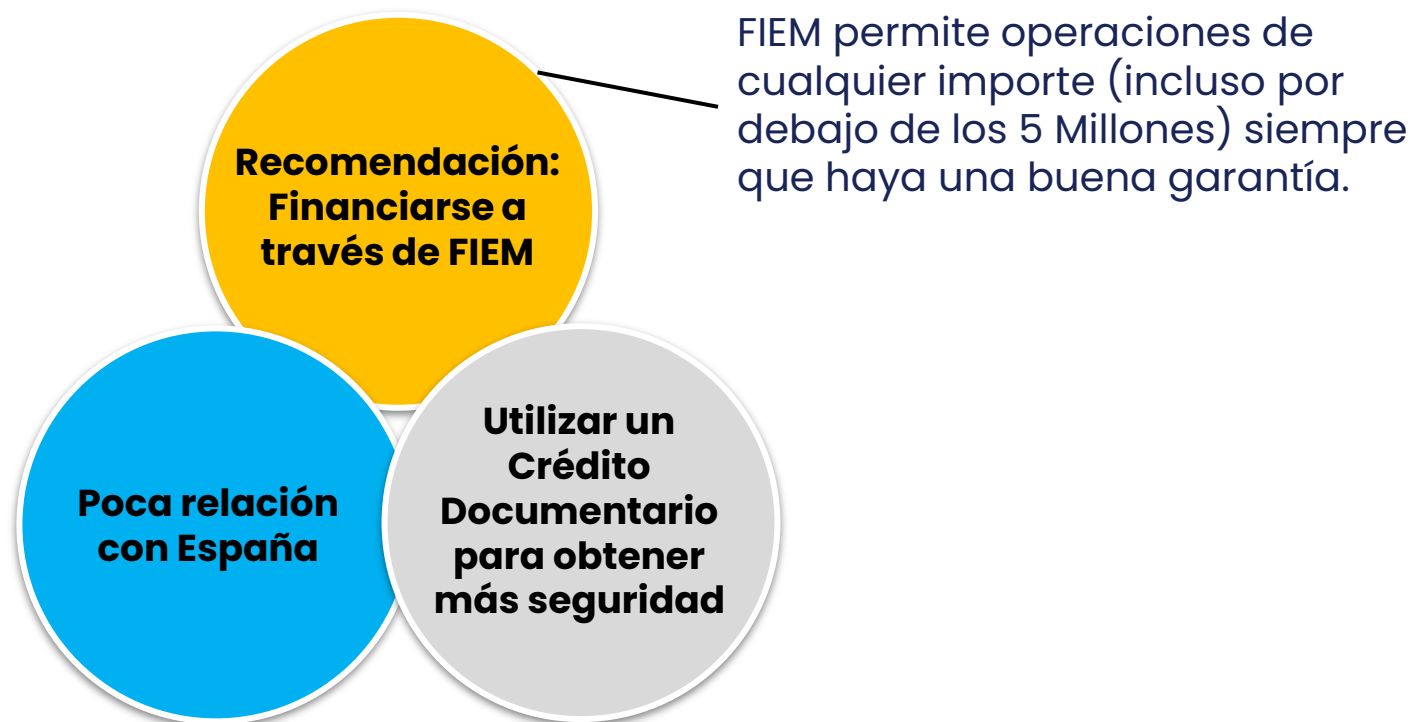 FIEM permite operaciones de
cualquier importe (incluso por
debajo de los 5 Millones) siempre
que haya una buena garantía.
Recomendación:
Financiarse a
través de FIEM
Poca relación
con España
Utilizar un
Crédito
Documentario
para obtener
más seguridad